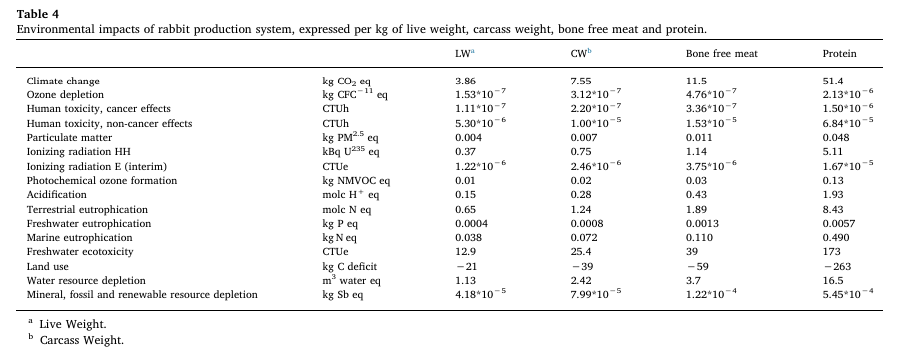 Table 4
Environmental impacts of rabbit production system, expressed per kg of live weight, carcass weight, bone free meat and protein.
LWᵃ CWᵇ Bone free meat Protein
Climate change kg CO₂ eq 3.86 7.55 11.5 51.4
Ozone depletion kg CFC⁻¹¹ eq 1.53*10⁻⁷ 3.12*10⁻⁷ 4.76*10⁻⁷ 2.13*10⁻⁶
Human toxicity, cancer effects CTUh 1.11*10⁻⁷ 2.20*10⁻⁷ 3.36*10⁻⁷ 1.50*10⁻⁶
Human toxicity, non-cancer effects CTUh 5.30*10⁻⁶ 1.00*10⁻⁵ 1.53*10⁻⁵ 6.84*10⁻⁵
Particulate matter kg PM²·⁵ eq 0.004 0.007 0.011 0.048
Ionizing radiation HH kBq U²³⁵ eq 0.37 0.75 1.14 5.11
Ionizing radiation E (interim) CTUe 1.22*10⁻⁶ 2.46*10⁻⁶ 3.75*10⁻⁶ 1.67*10⁻⁵
Photochemical ozone formation kg NMVOC eq 0.01 0.02 0.03 0.13
Acidification molc H⁺ eq 0.15 0.28 0.43 1.93
Terrestrial eutrophication molc N eq 0.65 1.24 1.89 8.43
Freshwater eutrophication kg P eq 0.0004 0.0008 0.0013 0.0057
Marine eutrophication kg N eq 0.038 0.072 0.110 0.490
Freshwater ecotoxicity CTUe 12.9 25.4 39 173
Land use kg C deficit −21 −39 −59 −263
Water resource depletion m³ water eq 1.13 2.42 3.7 16.5
Mineral, fossil and renewable resource depletion kg Sb eq 4.18*10⁻⁵ 7.99*10⁻⁵ 1.22*10⁻⁴ 5.45*10⁻⁴
ᵃ Live Weight.
ᵇ Carcass Weight.